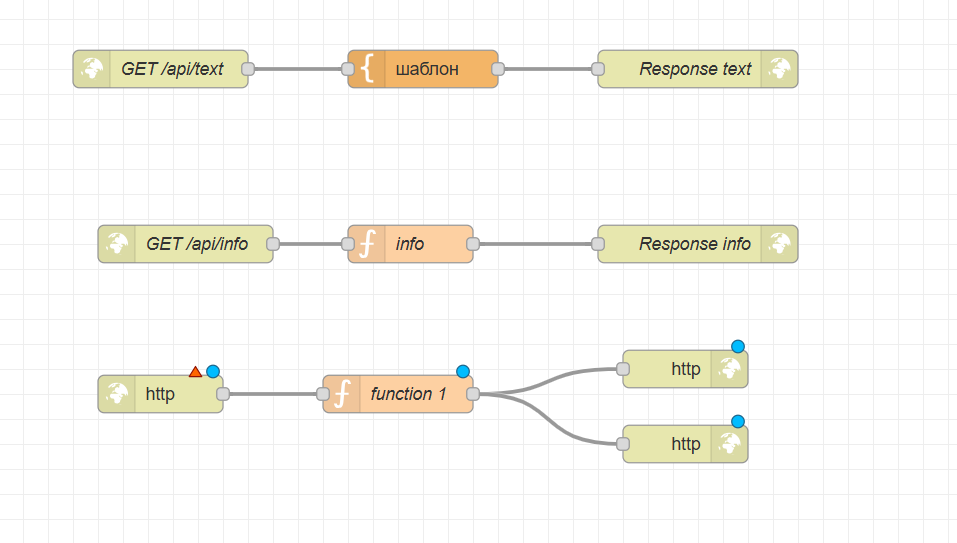 GET /api/text
шаблон
Response text
GET /api/info
info
Response info
http
http
function 1
http